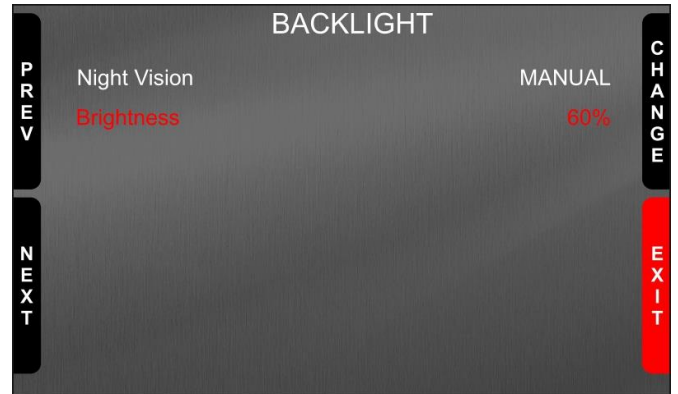 BACKLIGHT
PREV
Night Vision MANUAL
Brightness 60%
CHANGE
NEXT
EXIT